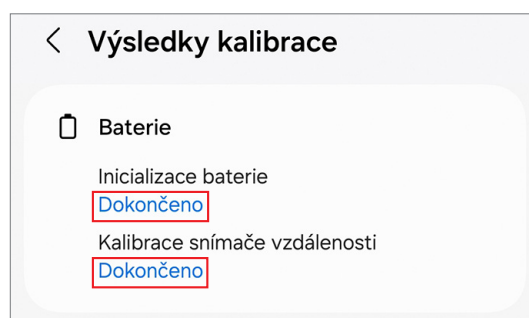 Výsledky kalibrace
Baterie
Inicializace baterie
Dokončeno
Kalibrace snímače vzdálenosti
Dokončeno